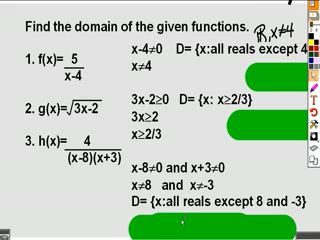 Find the domain of the given functions. ℝ, x≠4
1. f(x)= 5/x-4
x-4≠0 D= {x:all reals except 4
x≠4
2. g(x)=√3x-2
3x-2≥0 D= {x: x≥2/3}
3x≥2
x≥2/3
3. h(x)= 4/(x-8)(x+3)
x-8≠0 and x+3≠0
x≠8 and x≠-3
D= {x:all reals except 8 and -3}